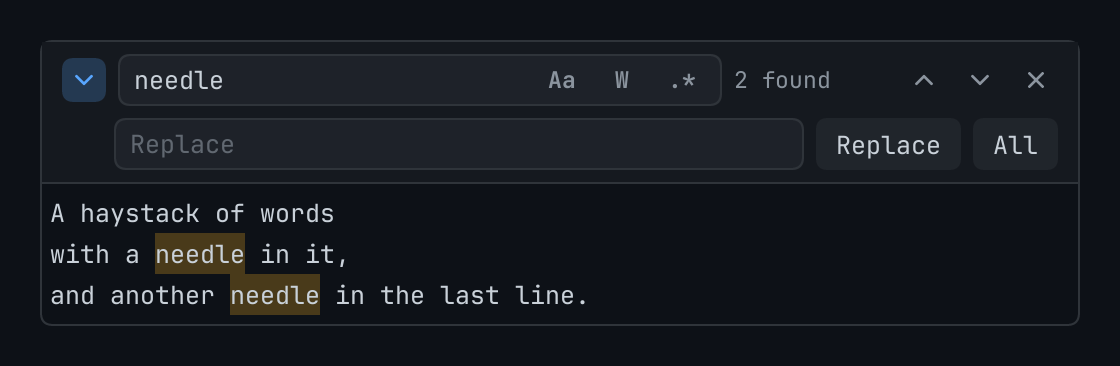 needle Aa W .* 2 found
Replace Replace All
A haystack of words
with a needle in it,
and another needle in the last line.